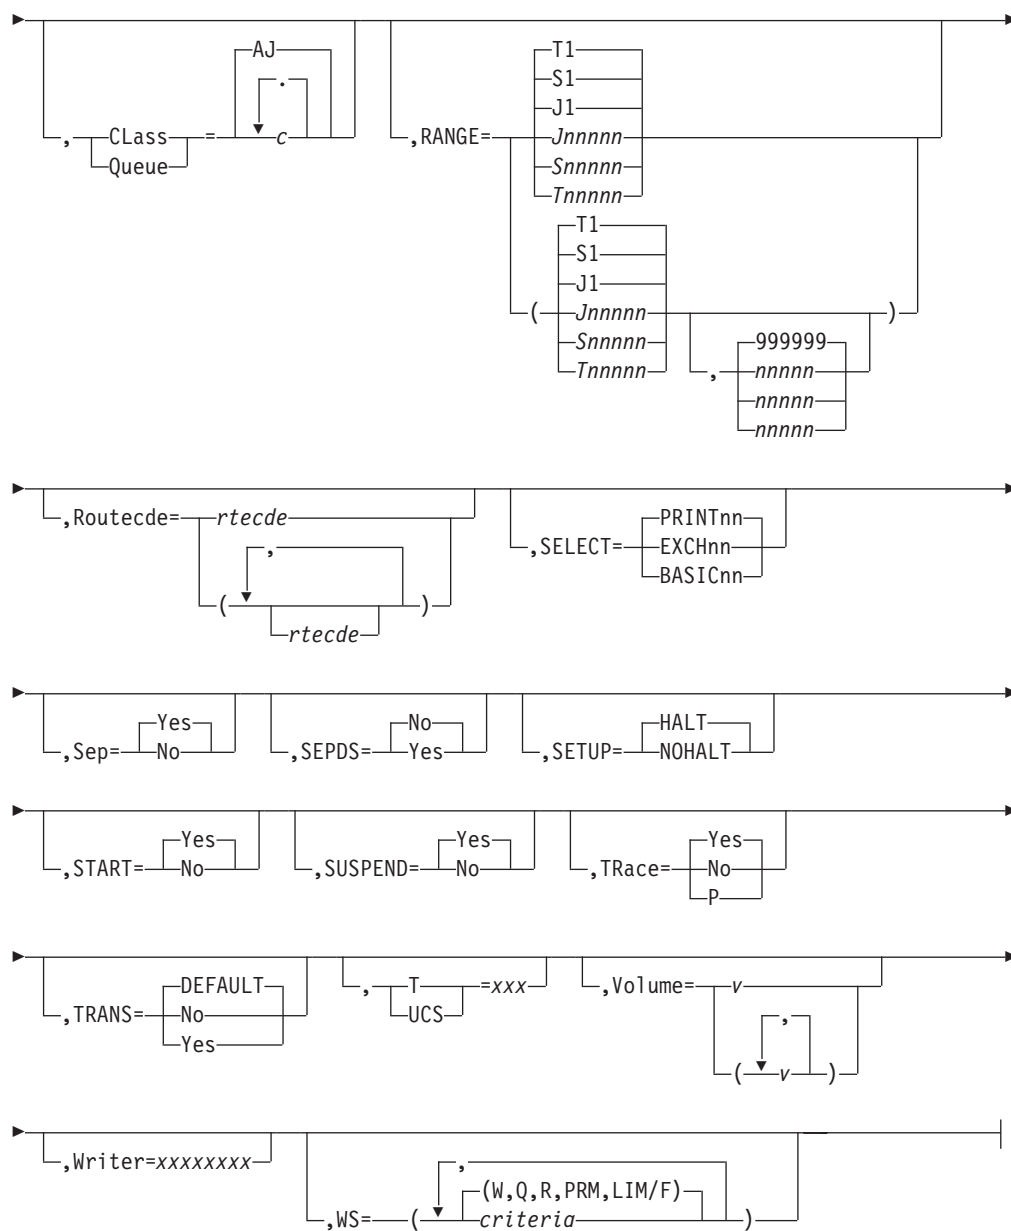 AJ
.
, CLass = c
Queue
,RANGE=
T1
S1
J1
Jnnnnn
Snnnnn
Tnnnnn
T1
S1
J1
( Jnnnnn )
Snnnnn
Tnnnnn
999999
, nnnnn
nnnnn
nnnnn
,Routecde= rtecde
,
( )
rtecde
,SELECT= PRINTnn
EXCHnn
BASICnn
,Sep= Yes
No
,SEPDS= No
Yes
,SETUP= HALT
NOHALT
,START= Yes
No
,SUSPEND= Yes
No
,TRace= Yes
No
P
,TRANS= DEFAULT
No
Yes
, T =xxx
UCS
,Volume= v
,
( v )
,Writer=xxxxxxxx
,
(W,Q,R,PRM,LIM/F)
,WS= ( criteria )